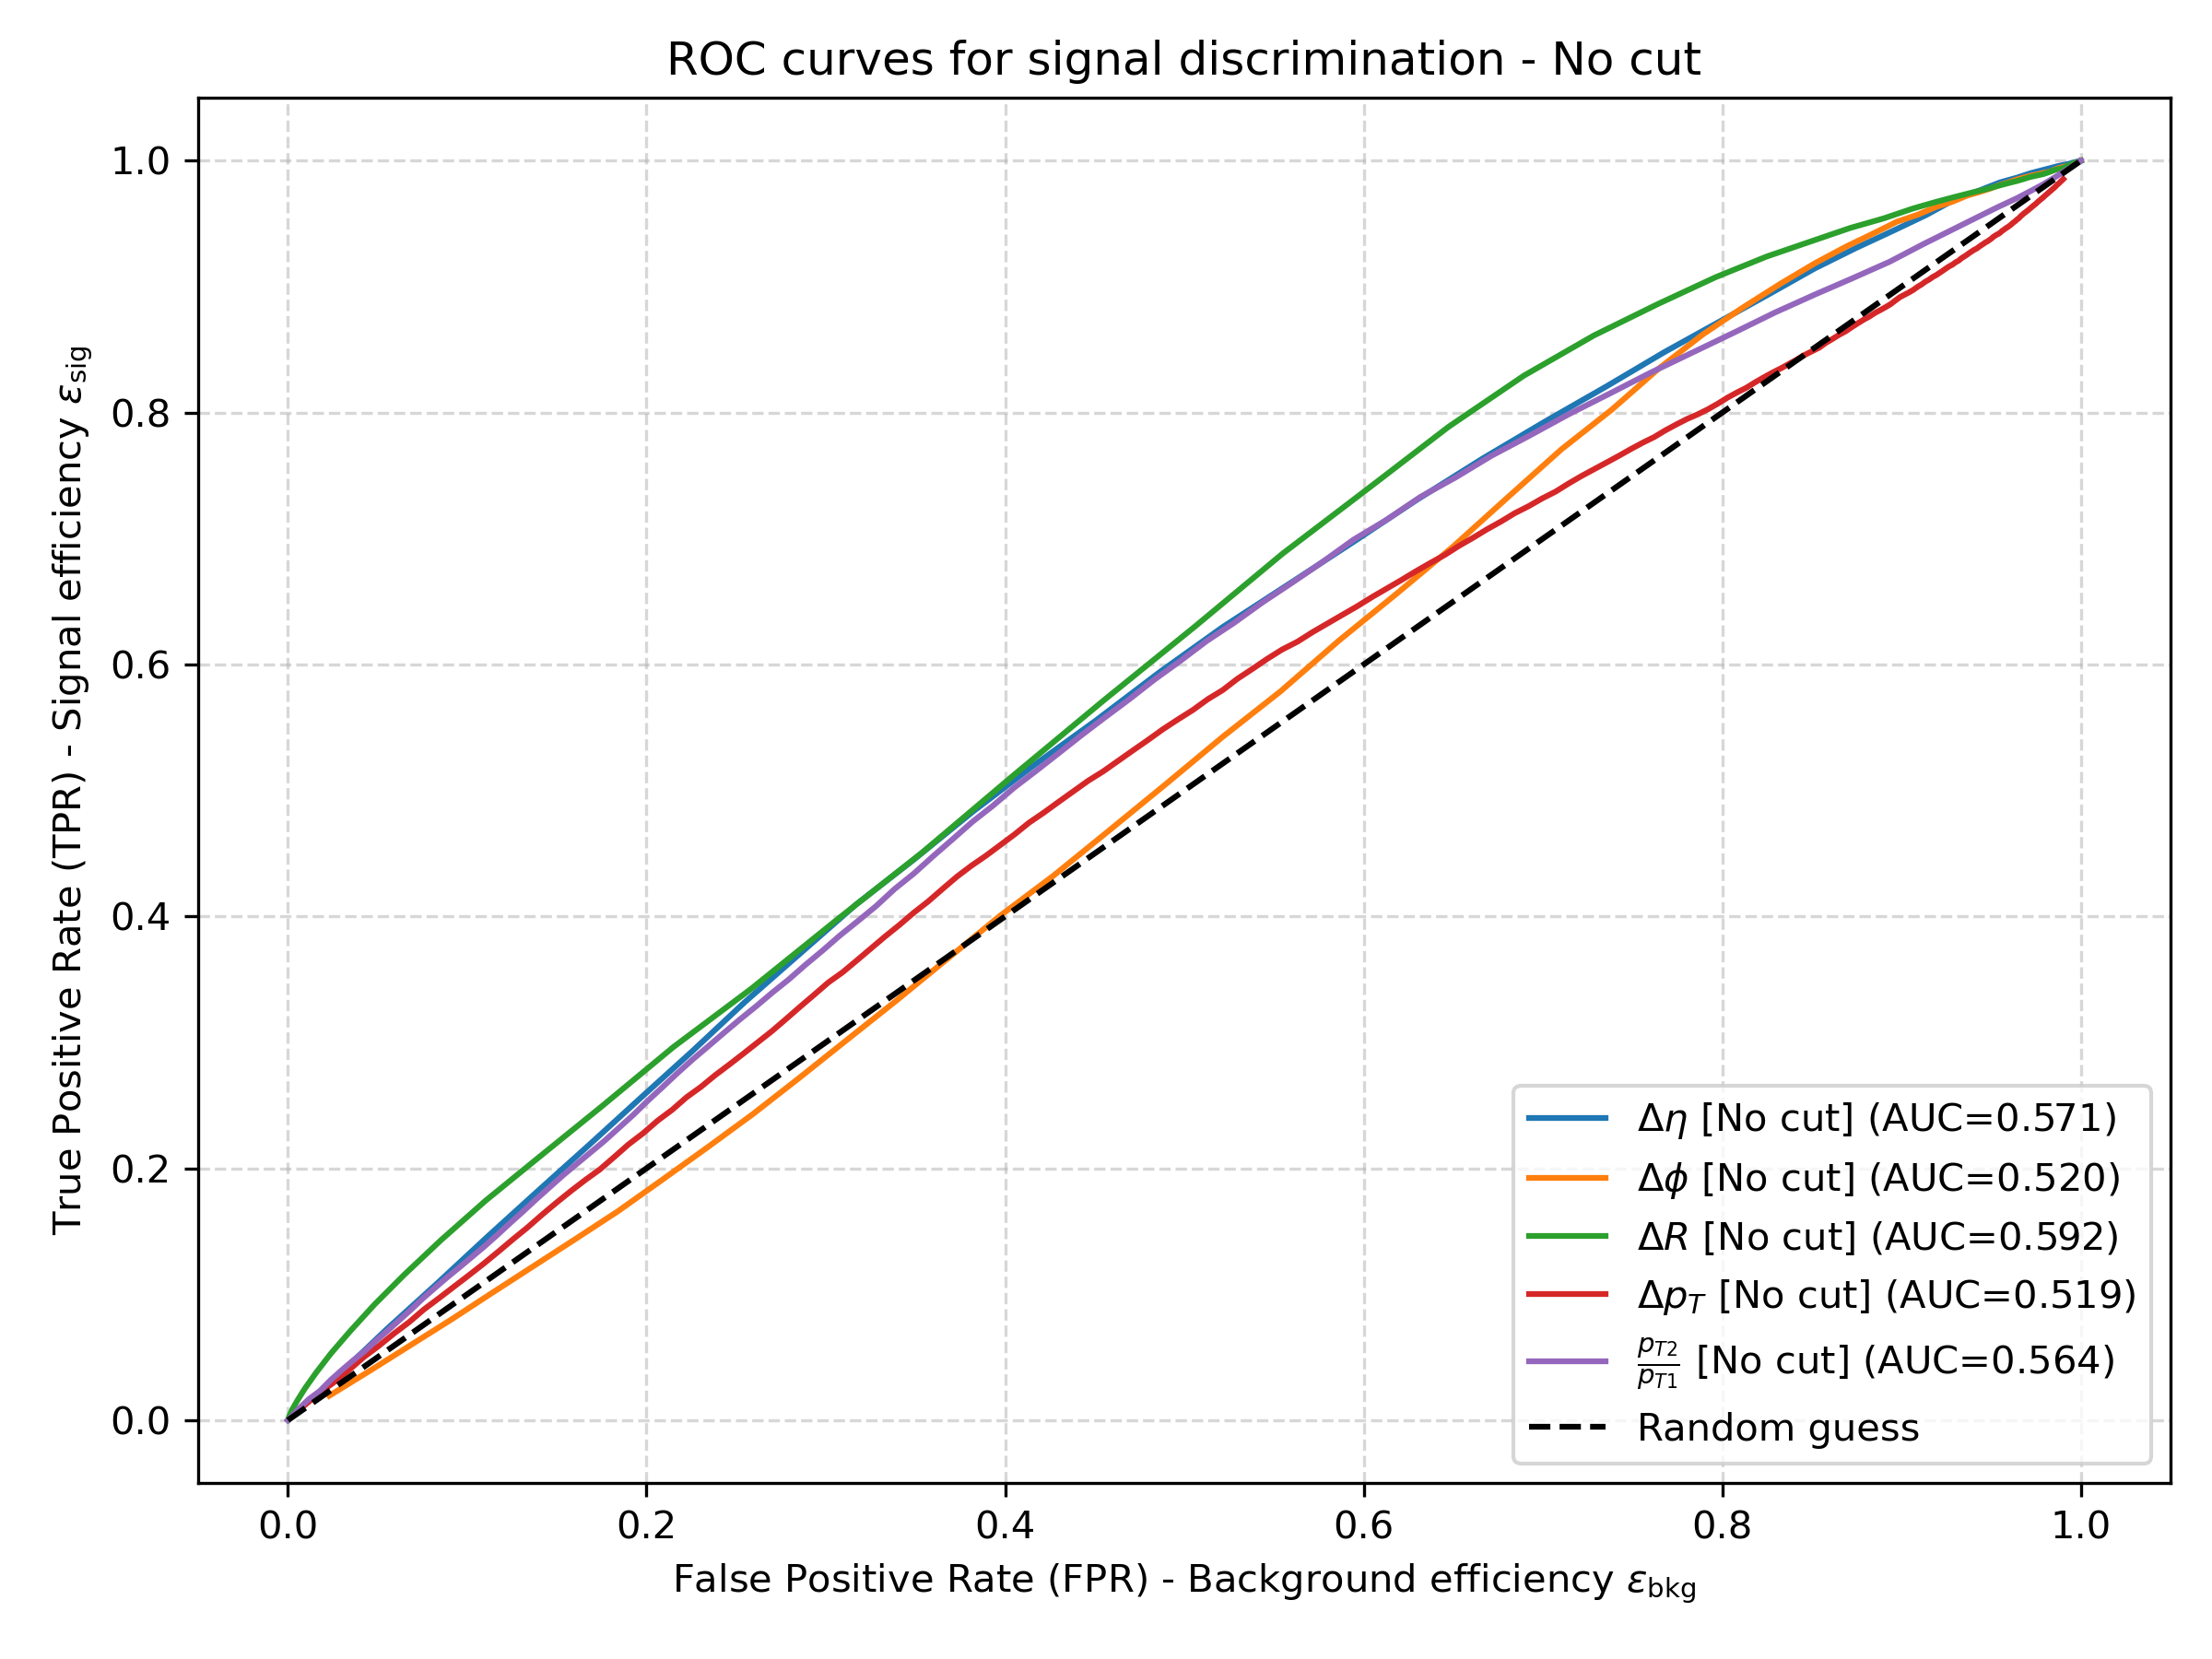 ROC curves for signal discrimination - No cut
True Positive Rate (TPR) - Signal efficiency ε_sig
1.0
0.8
0.6
0.4
0.2
0.0
Δη [No cut] (AUC=0.571)
Δϕ [No cut] (AUC=0.520)
ΔR [No cut] (AUC=0.592)
Δp_T [No cut] (AUC=0.519)
p_T2/p_T1 [No cut] (AUC=0.564)
Random guess
0.0 0.2 0.4 0.6 0.8 1.0
False Positive Rate (FPR) - Background efficiency ε_bkg